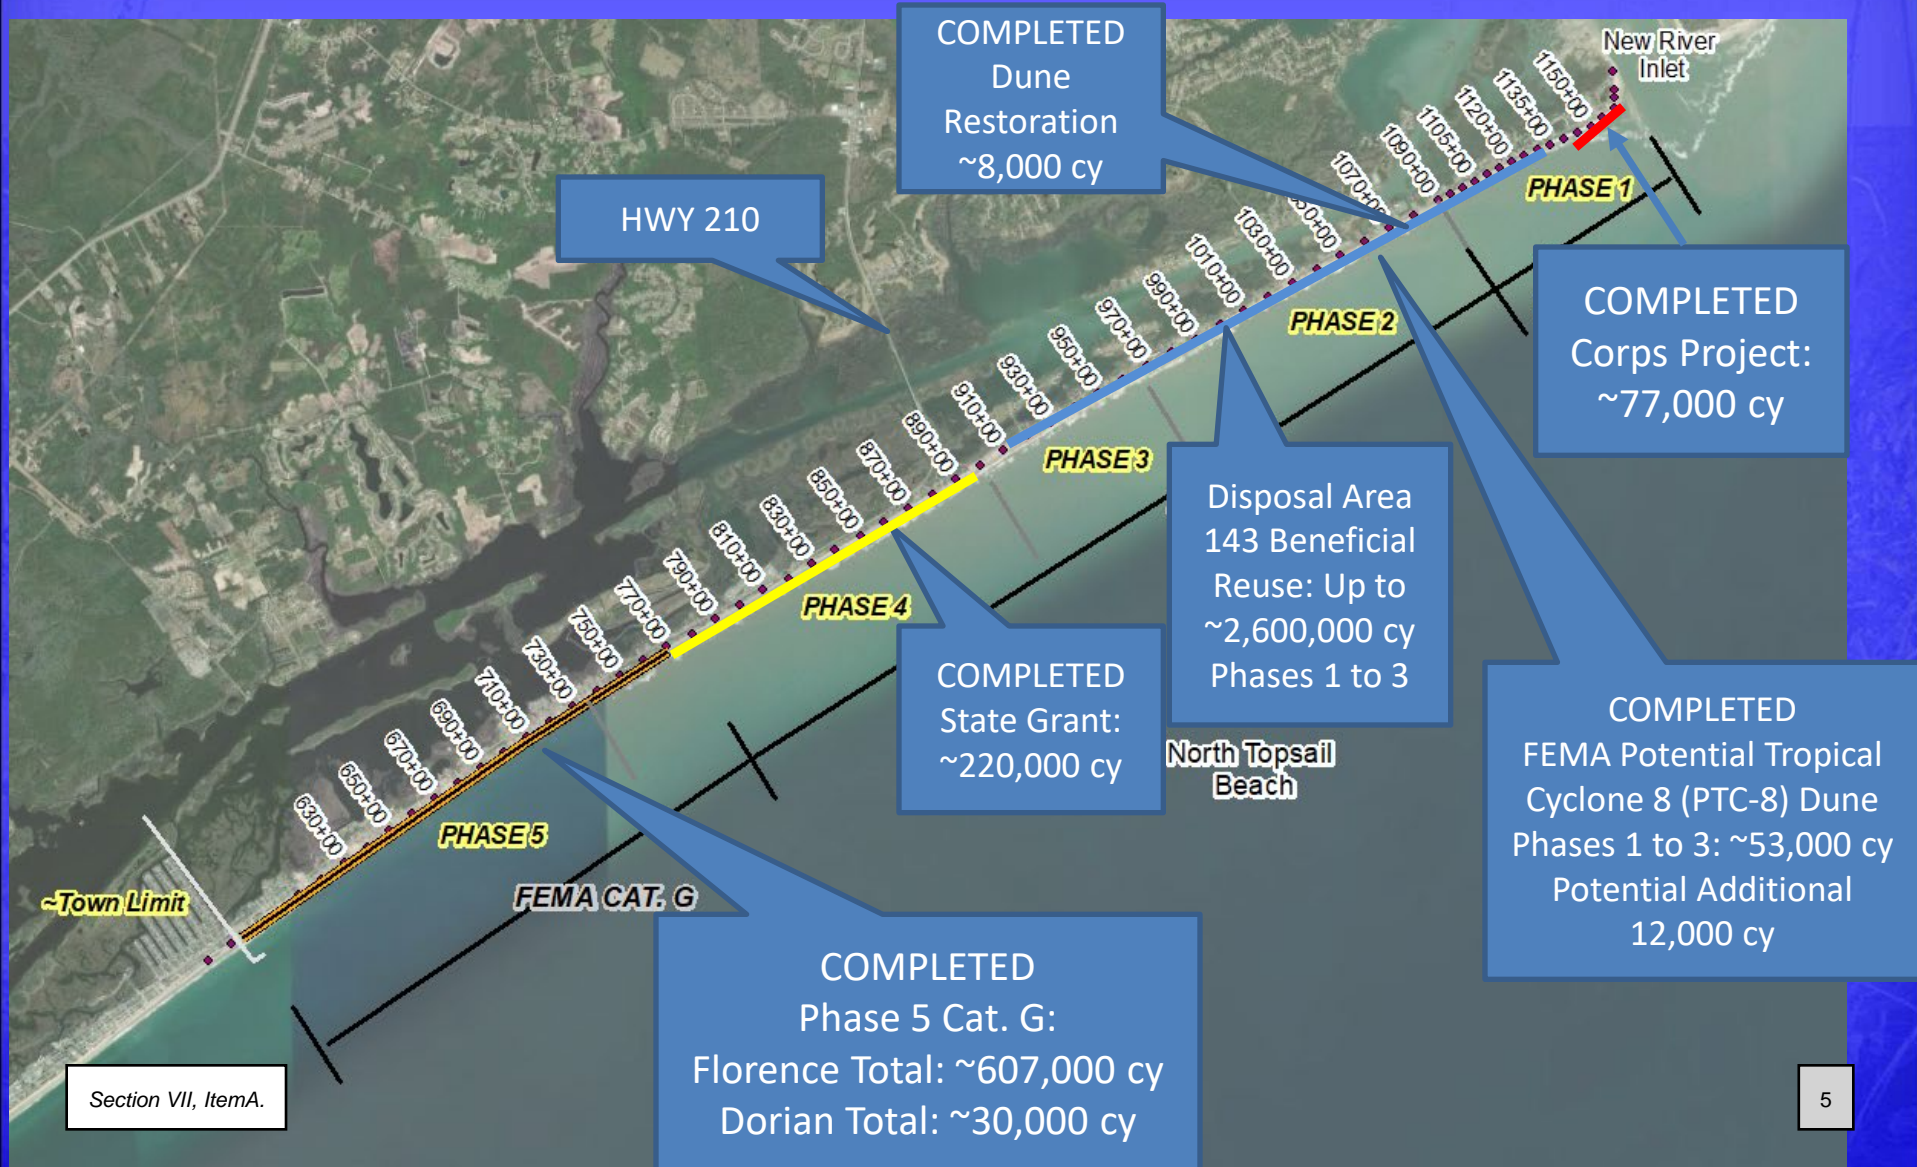 COMPLETED
Dune
Restoration
~8,000 cy
New River
Inlet
HWY 210
1150+00
1135+00
1120+00
1105+00
1090+00
1070+00
50+00
1030+00
1010+00
990+00
970+00
950+00
930+00
910+00
890+00
870+00
850+00
830+00
810+00
790+00
770+00
750+00
730+00
710+00
690+00
670+00
650+00
630+00
PHASE 1
PHASE 2
PHASE 3
PHASE 4
PHASE 5
COMPLETED
Corps Project:
~77,000 cy
Disposal Area
143 Beneficial
Reuse: Up to
~2,600,000 cy
Phases 1 to 3
COMPLETED
State Grant:
~220,000 cy
North Topsail
Beach
COMPLETED
FEMA Potential Tropical
Cyclone 8 (PTC-8) Dune
Phases 1 to 3: ~53,000 cy
Potential Additional
12,000 cy
~Town Limit
FEMA CAT. G
COMPLETED
Phase 5 Cat. G:
Florence Total: ~607,000 cy
Dorian Total: ~30,000 cy
Section VII, ItemA.
5